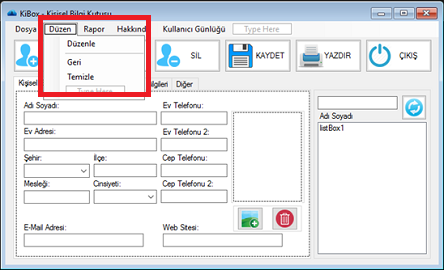 KiBox - Kişisel Bilgi Kutusu
Dosya Düzen Rapor Hakkınd Kullanıcı Günlüğü Type Here
Düzenle
Geri
Temizle
Type Here
SİL KAYDET YAZDIR ÇIKIŞ
Kişisel ilgileri Diğer
Adı Soyadı: Ev Telefonu:
Ev Adresi: Ev Telefonu 2:
Şehir: İlçe: Cep Telefonu:
Mesleği: Cinsiyeti: Cep Telefonu 2:
E-Mail Adresi: Web Sitesi:
Adı Soyadı
listBox1